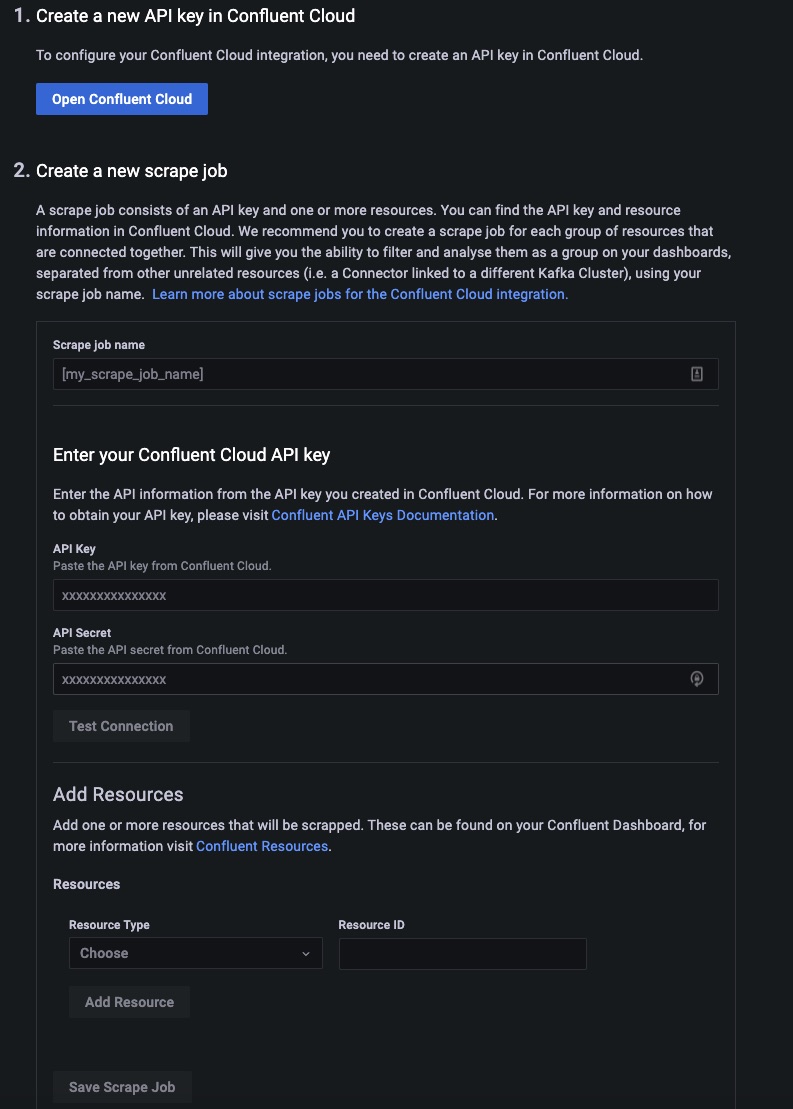 1. Create a new API key in Confluent Cloud
To configure your Confluent Cloud integration, you need to create an API key in Confluent Cloud.
Open Confluent Cloud
2. Create a new scrape job
A scrape job consists of an API key and one or more resources. You can find the API key and resource
information in Confluent Cloud. We recommend you to create a scrape job for each group of resources that
are connected together. This will give you the ability to filter and analyse them as a group on your dashboards,
separated from other unrelated resources (i.e. a Connector linked to a different Kafka Cluster), using your
scrape job name. Learn more about scrape jobs for the Confluent Cloud integration.
Scrape job name
[my_scrape_job_name]
Enter your Confluent Cloud API key
Enter the API information from the API key you created in Confluent Cloud. For more information on how
to obtain your API key, please visit Confluent API Keys Documentation.
API Key
Paste the API key from Confluent Cloud.
xxxxxxxxxxxxxxx
API Secret
Paste the API secret from Confluent Cloud.
xxxxxxxxxxxxxxx
Test Connection
Add Resources
Add one or more resources that will be scrapped. These can be found on your Confluent Dashboard, for
more information visit Confluent Resources.
Resources
Resource Type Resource ID
Choose
Add Resource
Save Scrape Job